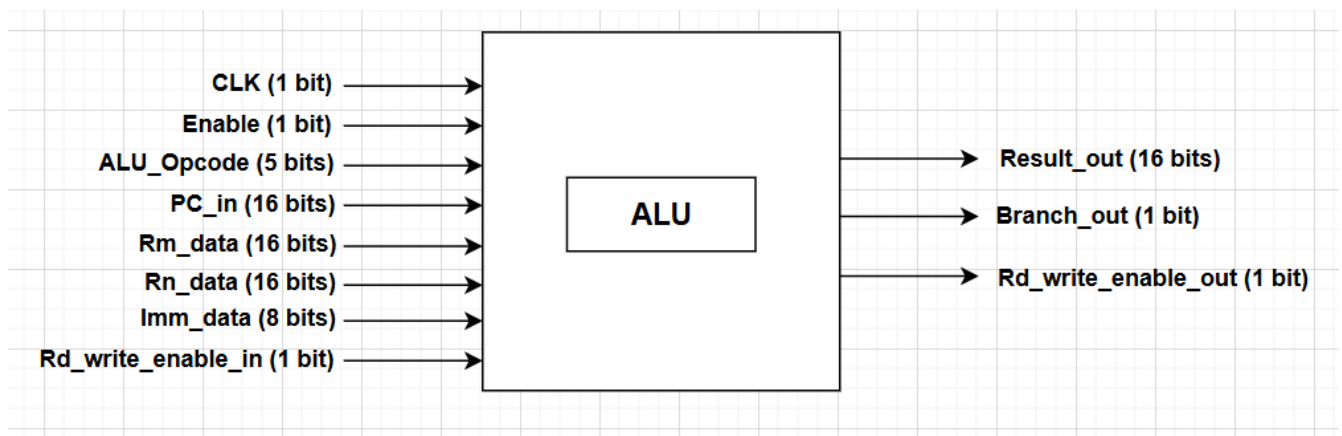 CLK (1 bit)
Enable (1 bit)
ALU_Opcode (5 bits)
PC_in (16 bits)
Rm_data (16 bits)
Rn_data (16 bits)
Imm_data (8 bits)
Rd_write_enable_in (1 bit)
ALU
Result_out (16 bits)
Branch_out (1 bit)
Rd_write_enable_out (1 bit)